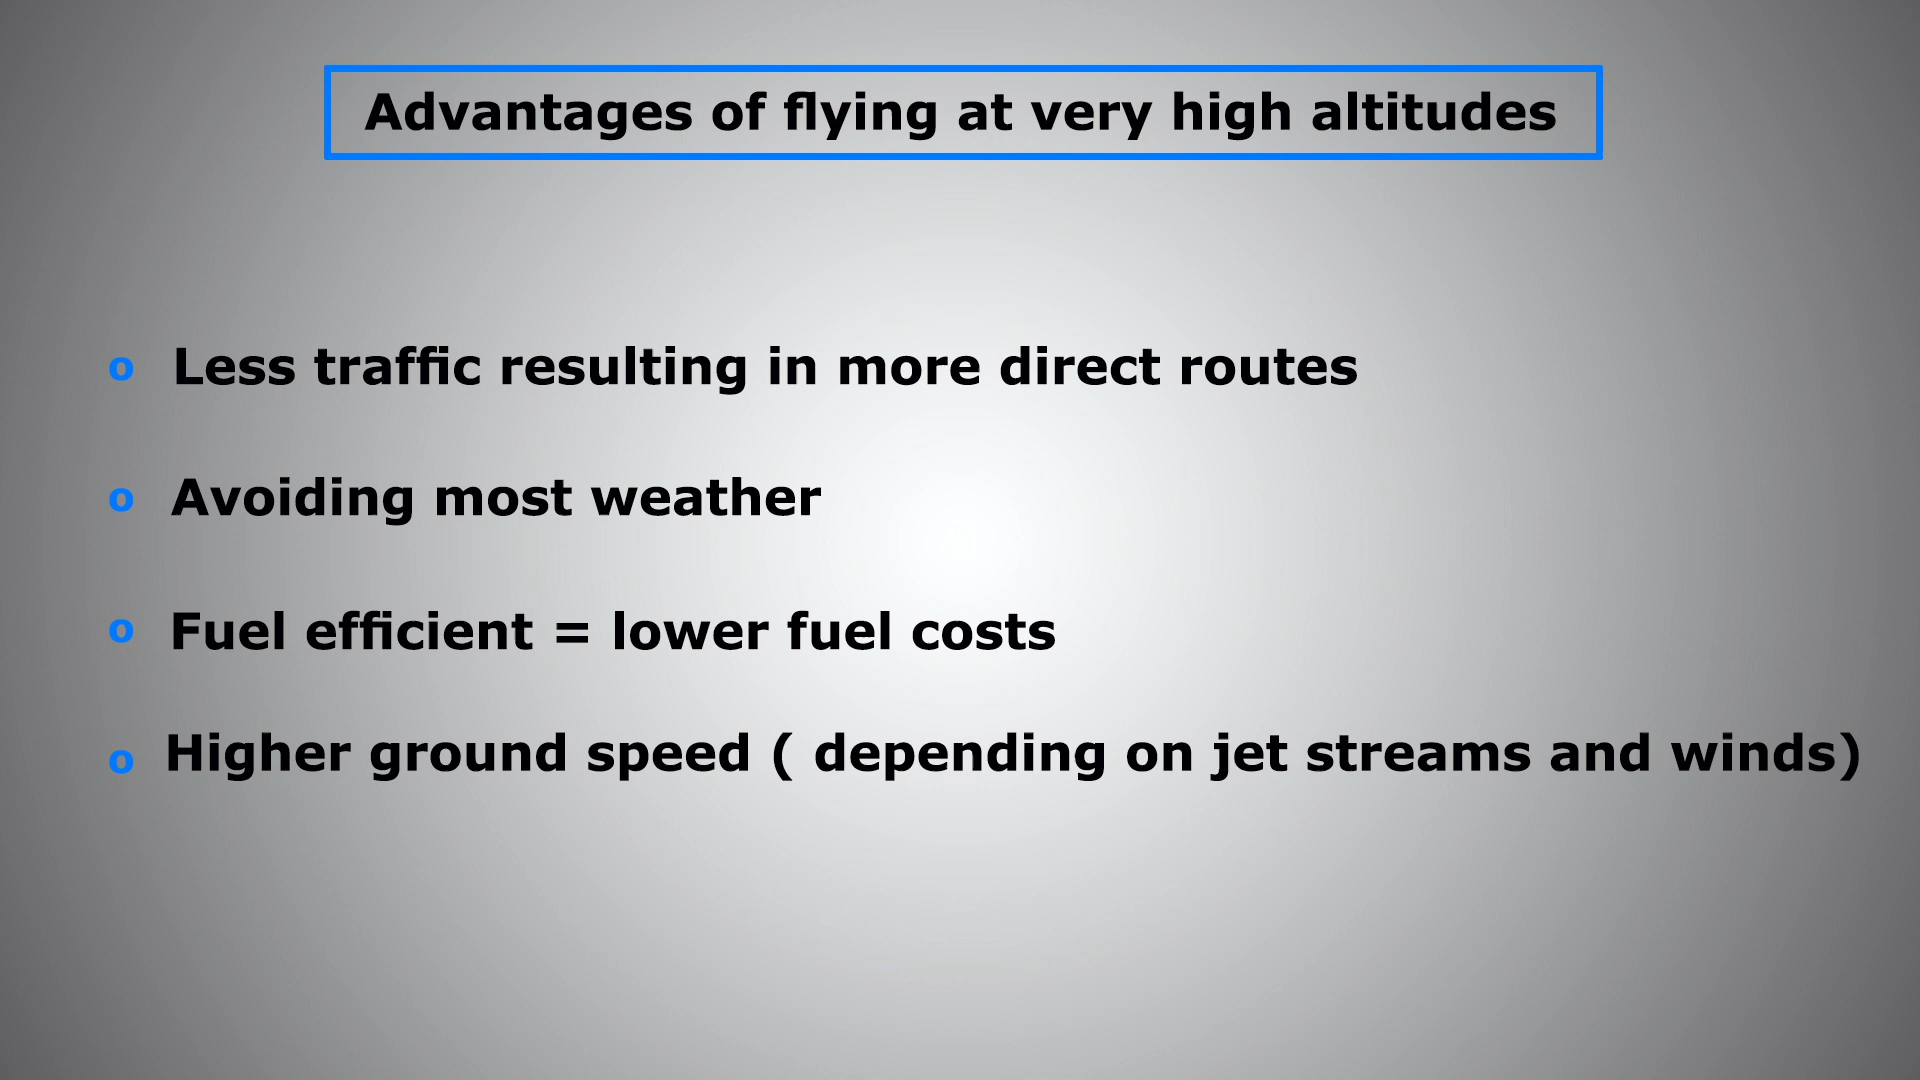 Advantages of flying at very high altitudes
o Less traffic resulting in more direct routes
o Avoiding most weather
o Fuel efficient = lower fuel costs
o Higher ground speed ( depending on jet streams and winds)